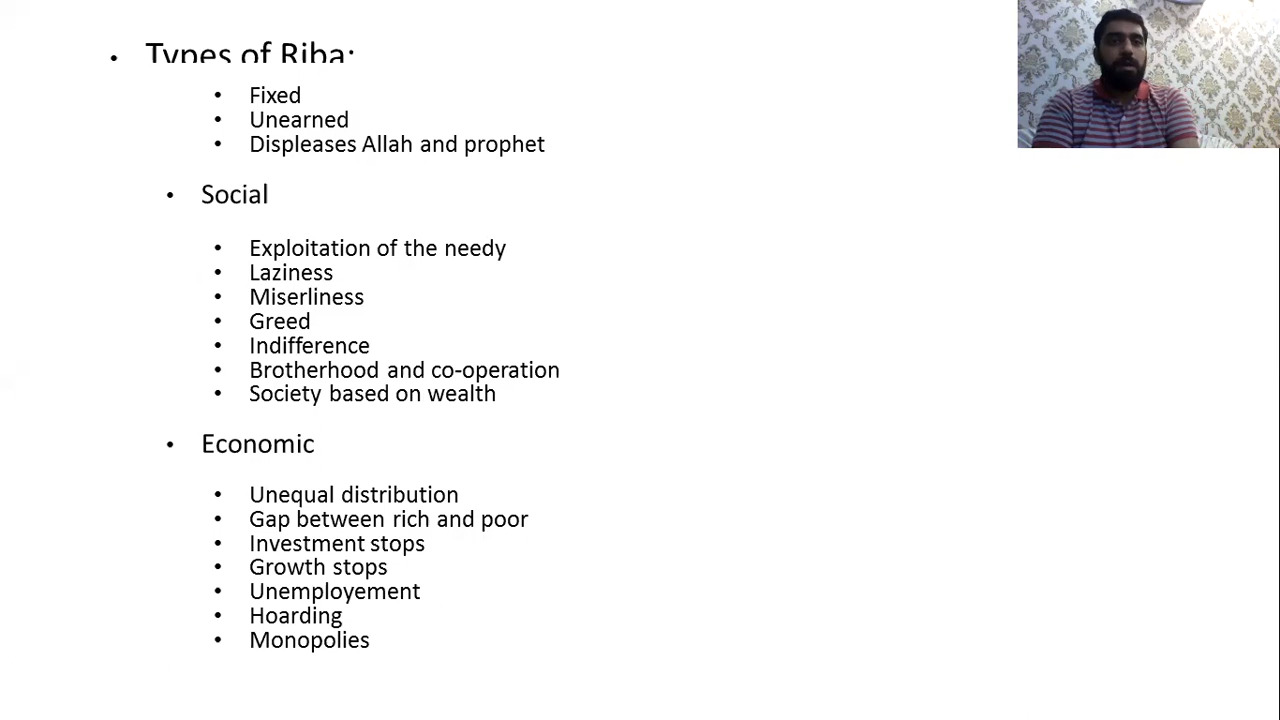 • Types of Riba:
• Fixed
• Unearned
• Displeases Allah and prophet
• Social
• Exploitation of the needy
• Laziness
• Miserliness
• Greed
• Indifference
• Brotherhood and co-operation
• Society based on wealth
• Economic
• Unequal distribution
• Gap between rich and poor
• Investment stops
• Growth stops
• Unemployement
• Hoarding
• Monopolies